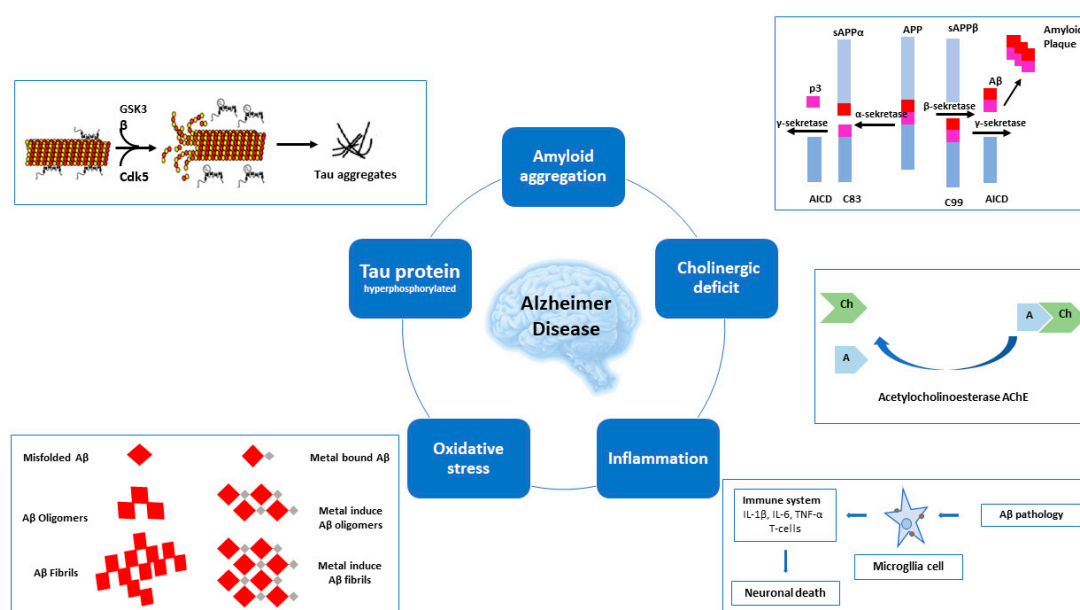 sAPPα
APP
sAPPβ
Amyloid
Plaque
p3
Aβ
β-sekretase
α-sekretase
γ-sekretase
γ-sekretase
AICD
C83
C99
AICD
GSK3
β
Cdk5
Tau aggregates
Amyloid
aggregation
Tau protein
hyperphosphorylated
Cholinergic
deficit
Alzheimer
Disease
Ch
A
Ch
A
Acetylocholinoesterase AChE
Oxidative
stress
Inflammation
Misfolded Aβ
Metal bound Aβ
Aβ Oligomers
Metal induce
Aβ oligomers
Aβ Fibrils
Metal induce
Aβ fibrils
Immune system
IL-1β, IL-6, TNF-α
T-cells
Aβ pathology
Microgllia cell
Neuronal death